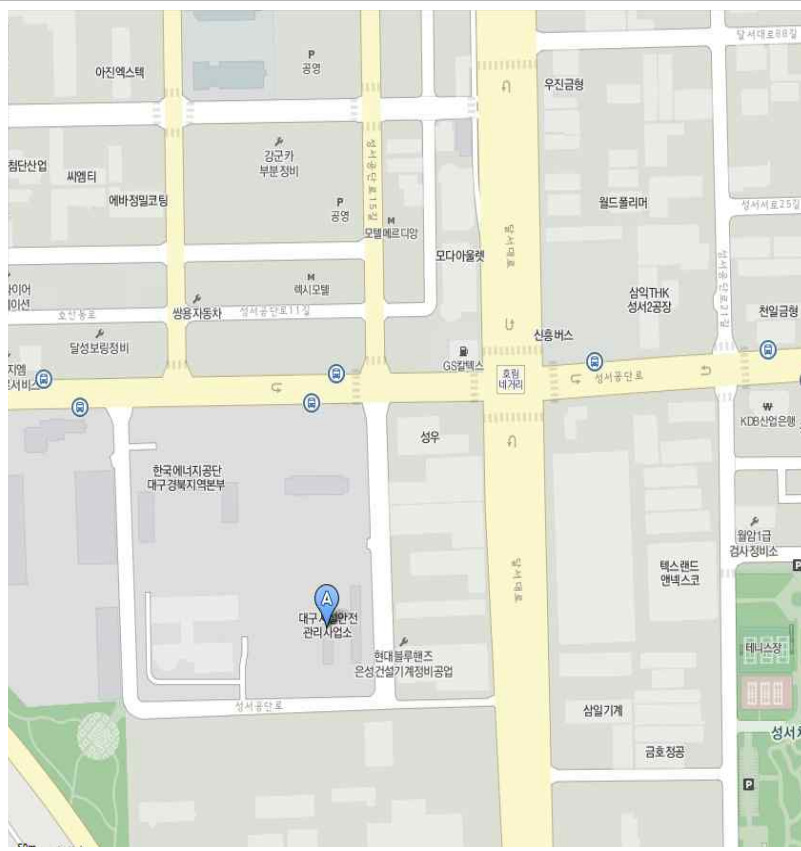 달서대로88길
아진엑스텍
P
공영
우진금형
강군카
부분정비
성서공단로15길
첨단산업
씨엠티
에바정밀코팅
P
공영
M
모텔메르디앙
월드폴리머
성서서로25길
달서대로
모다아울렛
성서공단로21길
M
렉시모텔
삼익THK
성서2공장
천일금형
호산동로
쌍용자동차
성서공단로11길
신흥버스
달성보링정비
GS칼텍스
호림
네거리
성서공단로
KDB산업은행
성우
한국에너지공단
대구경북지역본부
월암1급
검사정비소
달서대로
텍스랜드
앤넥스코
P
A
관리사업소
현대블루핸즈
은성건설기계정비공업
테니스장
성서공단로
삼일기계
금호정공
P